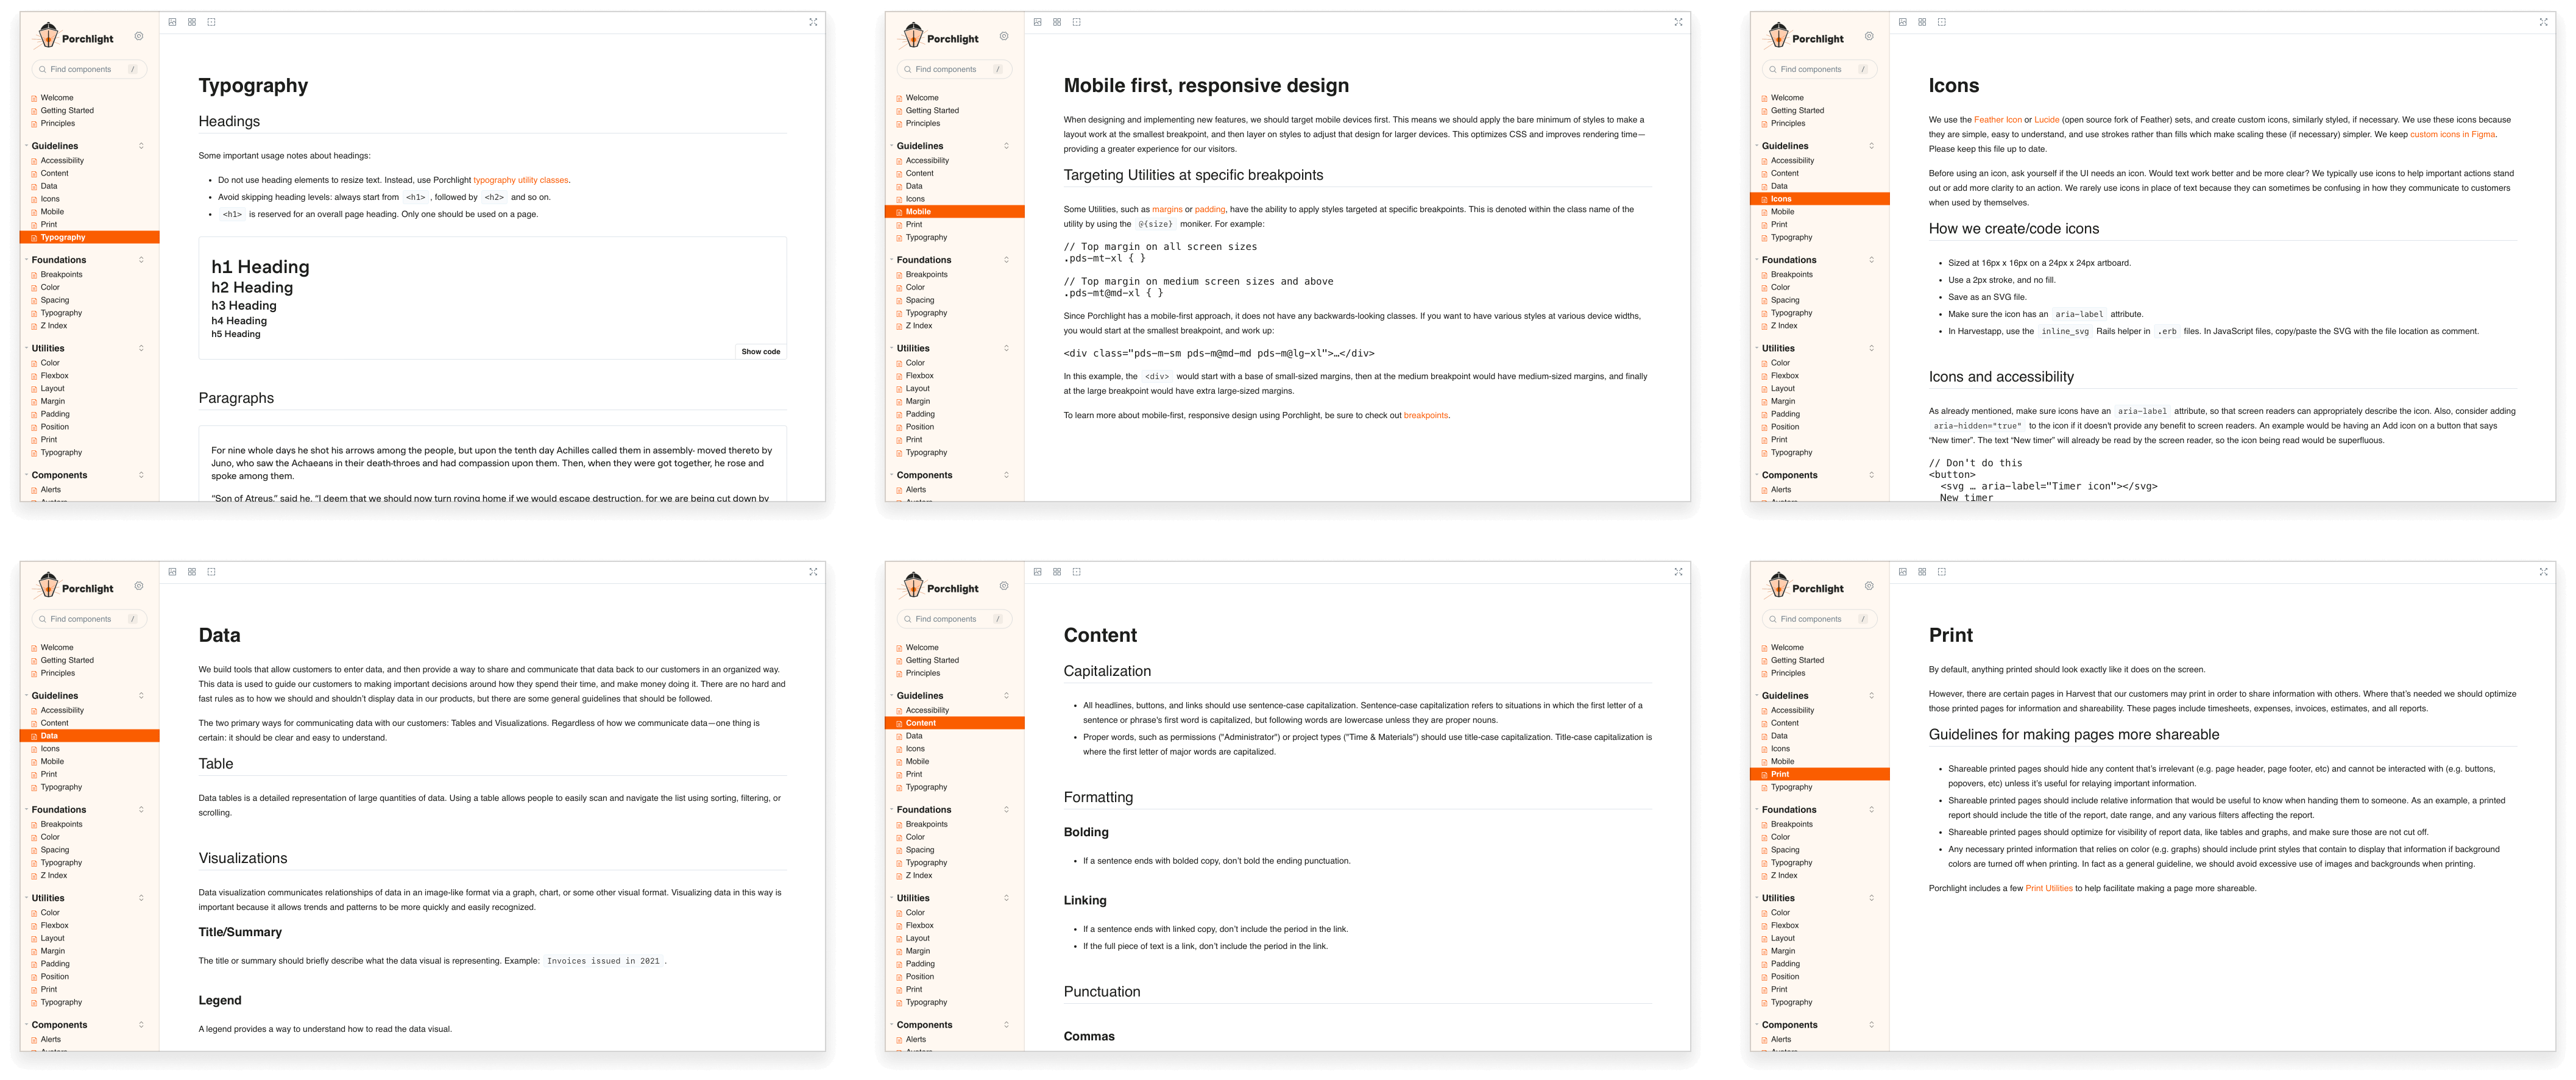 Porchlight
Find components /
Welcome
Getting Started
Principles
Guidelines
Accessibility
Content
Data
Icons
Mobile
Print
Typography
Foundations
Breakpoints
Color
Spacing
Typography
Z Index
Utilities
Color
Flexbox
Layout
Margin
Padding
Position
Print
Typography
Components
Alerts
Typography
Headings
Some important usage notes about headings:
• Do not use heading elements to resize text. Instead, use Porchlight typography utility classes.
• Avoid skipping heading levels: always start from <h1> , followed by <h2> and so on.
• <h1> is reserved for an overall page heading. Only one should be used on a page.
h1 Heading
h2 Heading
h3 Heading
h4 Heading
h5 Heading
Show code
Paragraphs
For nine whole days he shot his arrows among the people, but upon the tenth day Achilles called them in assembly- moved thereto by
Juno, who saw the Achaeans in their death-throes and had compassion upon them. Then, when they were got together, he rose and
spoke among them.
"Son of Atreus," said he, "I deem that we should now turn roving home if we would escape destruction, for we are being cut down by
Porchlight
Find components /
Welcome
Getting Started
Principles
Guidelines
Accessibility
Content
Data
Icons
Mobile
Print
Typography
Foundations
Breakpoints
Color
Spacing
Typography
Z Index
Utilities
Color
Flexbox
Layout
Margin
Padding
Position
Print
Typography
Components
Alerts
Mobile first, responsive design
When designing and implementing new features, we should target mobile devices first. This means we should apply the bare minimum of styles to make a
layout work at the smallest breakpoint, and then layer on styles to adjust that design for larger devices. This optimizes CSS and improves rendering time—
providing a greater experience for our visitors.
Targeting Utilities at specific breakpoints
Some Utilities, such as margins or padding, have the ability to apply styles targeted at specific breakpoints. This is denoted within the class name of the
utility by using the @{size} moniker. For example:
// Top margin on all screen sizes
.pds-mt-xl { }
// Top margin on medium screen sizes and above
.pds-mt@md-xl { }
Since Porchlight has a mobile-first approach, it does not have any backwards-looking classes. If you want to have various styles at various device widths,
you would start at the smallest breakpoint, and work up:
<div class="pds-m-sm pds-m@md-md pds-m@lg-xl">…</div>
In this example, the <div> would start with a base of small-sized margins, then at the medium breakpoint would have medium-sized margins, and finally
at the large breakpoint would have extra large-sized margins.
To learn more about mobile-first, responsive design using Porchlight, be sure to check out breakpoints.
Porchlight
Find components /
Welcome
Getting Started
Principles
Guidelines
Accessibility
Content
Data
Icons
Mobile
Print
Typography
Foundations
Breakpoints
Color
Spacing
Typography
Z Index
Utilities
Color
Flexbox
Layout
Margin
Padding
Position
Print
Typography
Components
Alerts
Icons
We use the Feather Icon or Lucide (open source fork of Feather) sets, and create custom icons, similarly styled, if necessary. We use these icons because
they are simple, easy to understand, and use strokes rather than fills which make scaling these (if necessary) simpler. We keep custom icons in Figma.
Please keep this file up to date.
Before using an icon, ask yourself if the UI needs an icon. Would text work better and be more clear? We typically use icons to help important actions stand
out or add more clarity to an action. We rarely use icons in place of text because they can sometimes be confusing in how they communicate to customers
when used by themselves.
How we create/code icons
• Sized at 16px x 16px on a 24px x 24px artboard.
• Use a 2px stroke, and no fill.
• Save as an SVG file.
• Make sure the icon has an aria-label attribute.
• In Harvestapp, use the inline_svg Rails helper in .erb files. In JavaScript files, copy/paste the SVG with the file location as comment.
Icons and accessibility
As already mentioned, make sure icons have an aria-label attribute, so that screen readers can appropriately describe the icon. Also, consider adding
aria-hidden="true" to the icon if it doesn't provide any benefit to screen readers. An example would be having an Add icon on a button that says
“New timer”. The text “New timer” will already be read by the screen reader, so the icon being read would be superfluous.
// Don't do this
<button>
<svg … aria-label="Timer icon"></svg>
New timer
Porchlight
Find components /
Welcome
Getting Started
Principles
Guidelines
Accessibility
Content
Data
Icons
Mobile
Print
Typography
Foundations
Breakpoints
Color
Spacing
Typography
Z Index
Utilities
Color
Flexbox
Layout
Margin
Padding
Position
Print
Typography
Components
Alerts
Data
We build tools that allow customers to enter data, and then provide a way to share and communicate that data back to our customers in an organized way.
This data is used to guide our customers to making important decisions around how they spend their time, and make money doing it. There are no hard and
fast rules as to how we should and shouldn’t display data in our products, but there are some general guidelines that should be followed.
The two primary ways for communicating data with our customers: Tables and Visualizations. Regardless of how we communicate data—one thing is
certain: it should be clear and easy to understand.
Table
Data tables is a detailed representation of large quantities of data. Using a table allows people to easily scan and navigate the list using sorting, filtering, or
scrolling.
Visualizations
Data visualization communicates relationships of data in an image-like format via a graph, chart, or some other visual format. Visualizing data in this way is
important because it allows trends and patterns to be more quickly and easily recognized.
Title/Summary
The title or summary should briefly describe what the data visual is representing. Example: Invoices issued in 2021 .
Legend
A legend provides a way to understand how to read the data visual.
Porchlight
Find components /
Welcome
Getting Started
Principles
Guidelines
Accessibility
Content
Data
Icons
Mobile
Print
Typography
Foundations
Breakpoints
Color
Spacing
Typography
Z Index
Utilities
Color
Flexbox
Layout
Margin
Padding
Position
Print
Typography
Components
Alerts
Content
Capitalization
• All headlines, buttons, and links should use sentence-case capitalization. Sentence-case capitalization refers to situations in which the first letter of a
sentence or phrase’s first word is capitalized, but following words are lowercase unless they are proper nouns.
• Proper words, such as permissions ("Administrator") or project types ("Time & Materials") should use title-case capitalization. Title-case capitalization is
where the first letter of major words are capitalized.
Formatting
Bolding
• If a sentence ends with bolded copy, don’t bold the ending punctuation.
Linking
• If a sentence ends with linked copy, don’t include the period in the link.
• If the full piece of text is a link, don’t include the period in the link.
Punctuation
Commas
Porchlight
Find components /
Welcome
Getting Started
Principles
Guidelines
Accessibility
Content
Data
Icons
Mobile
Print
Typography
Foundations
Breakpoints
Color
Spacing
Typography
Z Index
Utilities
Color
Flexbox
Layout
Margin
Padding
Position
Print
Typography
Components
Alerts
Print
By default, anything printed should look exactly like it does on the screen.
However, there are certain pages in Harvest that our customers may print in order to share information with others. Where that’s needed we should optimize
those printed pages for information and shareability. These pages include timesheets, expenses, invoices, estimates, and all reports.
Guidelines for making pages more shareable
• Shareable printed pages should hide any content that’s irrelevant (e.g. page header, page footer, etc) and cannot be interacted with (e.g. buttons,
popovers, etc) unless it’s useful for relaying important information.
• Shareable printed pages should include relative information that would be useful to know when handing them to someone. As an example, a printed
report should include the title of the report, date range, and any various filters affecting the report.
• Shareable printed pages should optimize for visibility of report data, like tables and graphs, and make sure those are not cut off.
• Any necessary printed information that relies on color (e.g. graphs) should include print styles that contain to display that information if background
colors are turned off when printing. In fact as a general guideline, we should avoid excessive use of images and backgrounds when printing.
Porchlight includes a few Print Utilities to help facilitate making a page more shareable.